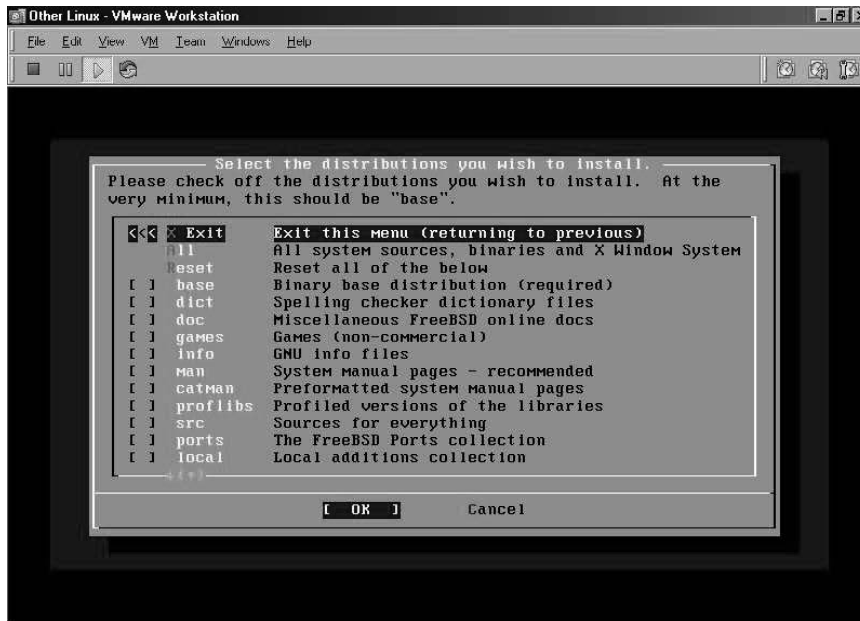 Other Linux - VMware Workstation
File Edit View VM Team Windows Help
Select the distributions you wish to install.
Please check off the distributions you wish to install. At the
very minimum, this should be "base".
<<< X Exit Exit this menu (returning to previous)
All All system sources, binaries and X Window System
Reset Reset all of the below
[ ] base Binary base distribution (required)
[ ] dict Spelling checker dictionary files
[ ] doc Miscellaneous FreeBSD online docs
[ ] games Games (non-commercial)
[ ] info GNU info files
[ ] man System manual pages - recommended
[ ] catman Preformatted system manual pages
[ ] proflibs Profiled versions of the libraries
[ ] src Sources for everything
[ ] ports The FreeBSD Ports collection
[ ] local Local additions collection
[ OK ] Cancel